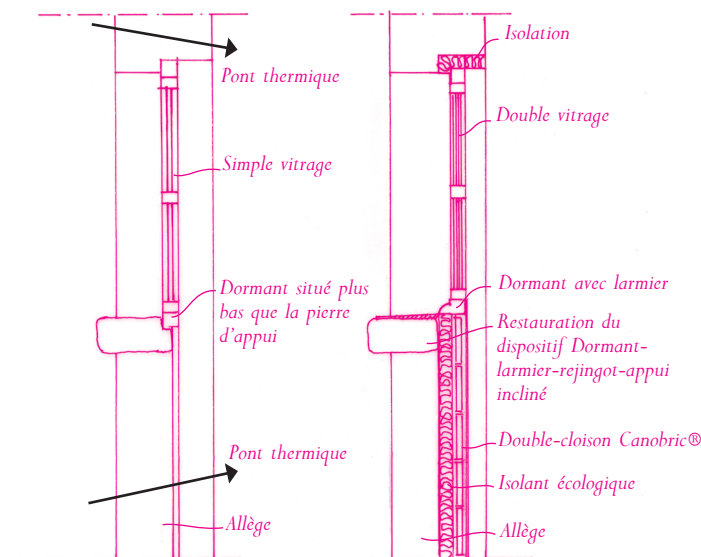 Pont thermique
Simple vitrage
Dormant situé plus
bas que la pierre
d'appui
Pont thermique
Allège
Isolation
Double vitrage
Dormant avec larmier
Restauration du
dispositif Dormant-
larmier-rejingot-appui
incliné
Double-cloison Canobric®
Isolant écologique
Allège